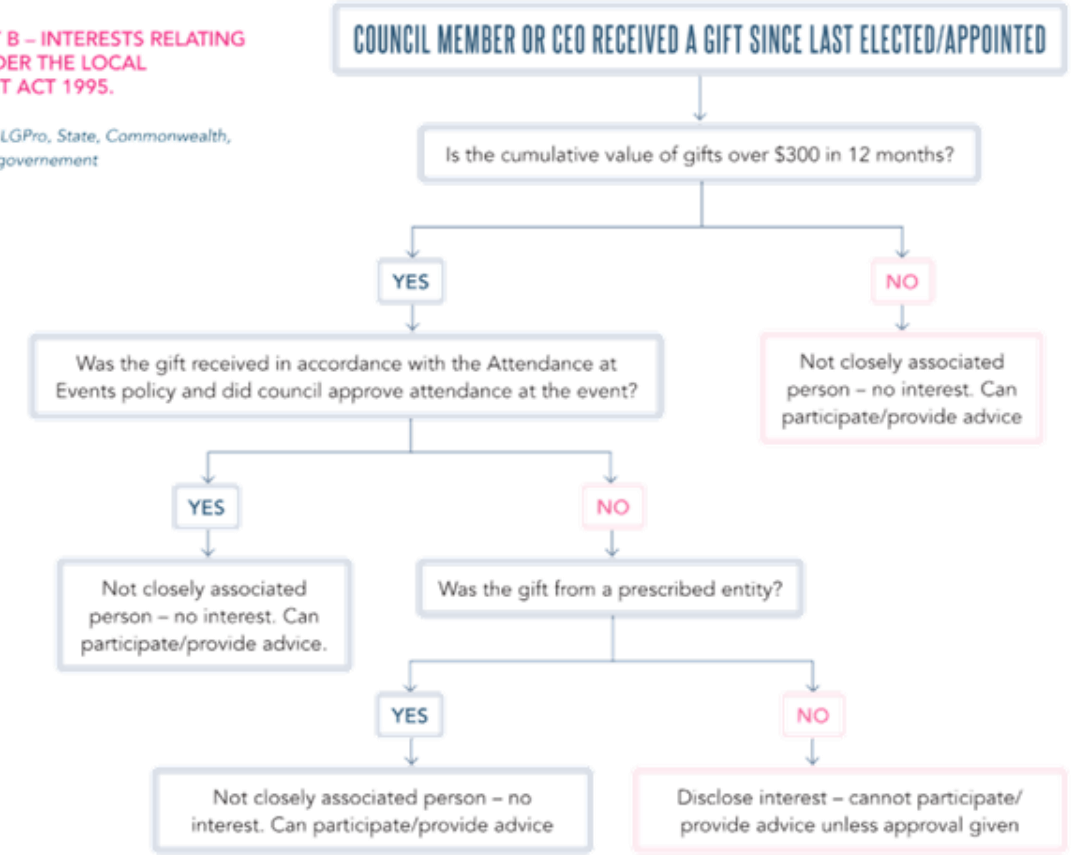 B – INTERESTS RELATING
DER THE LOCAL
T ACT 1995.
LGPro, State, Commonwealth,
governement
COUNCIL MEMBER OR CEO RECEIVED A GIFT SINCE LAST ELECTED/APPOINTED
Is the cumulative value of gifts over $300 in 12 months?
YES
NO
Was the gift received in accordance with the Attendance at
Events policy and did council approve attendance at the event?
Not closely associated
person – no interest. Can
participate/provide advice
YES
NO
Not closely associated
person – no interest. Can
participate/provide advice.
Was the gift from a prescribed entity?
YES
NO
Not closely associated person – no
interest. Can participate/provide advice
Disclose interest – cannot participate/
provide advice unless approval given